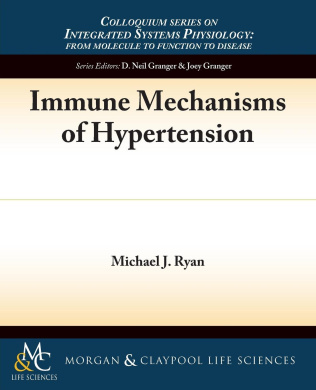 COLLOQUIUM SERIES ON
INTEGRATED SYSTEMS PHYSIOLOGY:
FROM MOLECULE TO FUNCTION TO DISEASE
Series Editors: D. Neil Granger & Joey Granger
Immune Mechanisms
of Hypertension
Michael J. Ryan
M&C
LIFE SCIENCES
MORGAN & CLAYPOOL LIFE SCIENCES